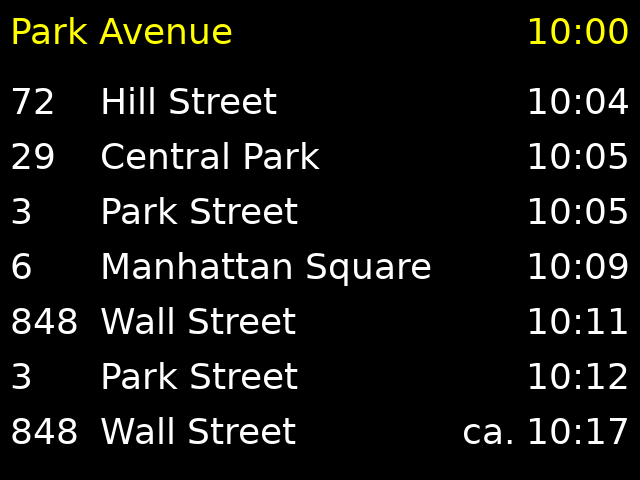 Park Avenue 10:00
72 Hill Street 10:04
29 Central Park 10:05
3 Park Street 10:05
6 Manhattan Square 10:09
848 Wall Street 10:11
3 Park Street 10:12
848 Wall Street ca. 10:17